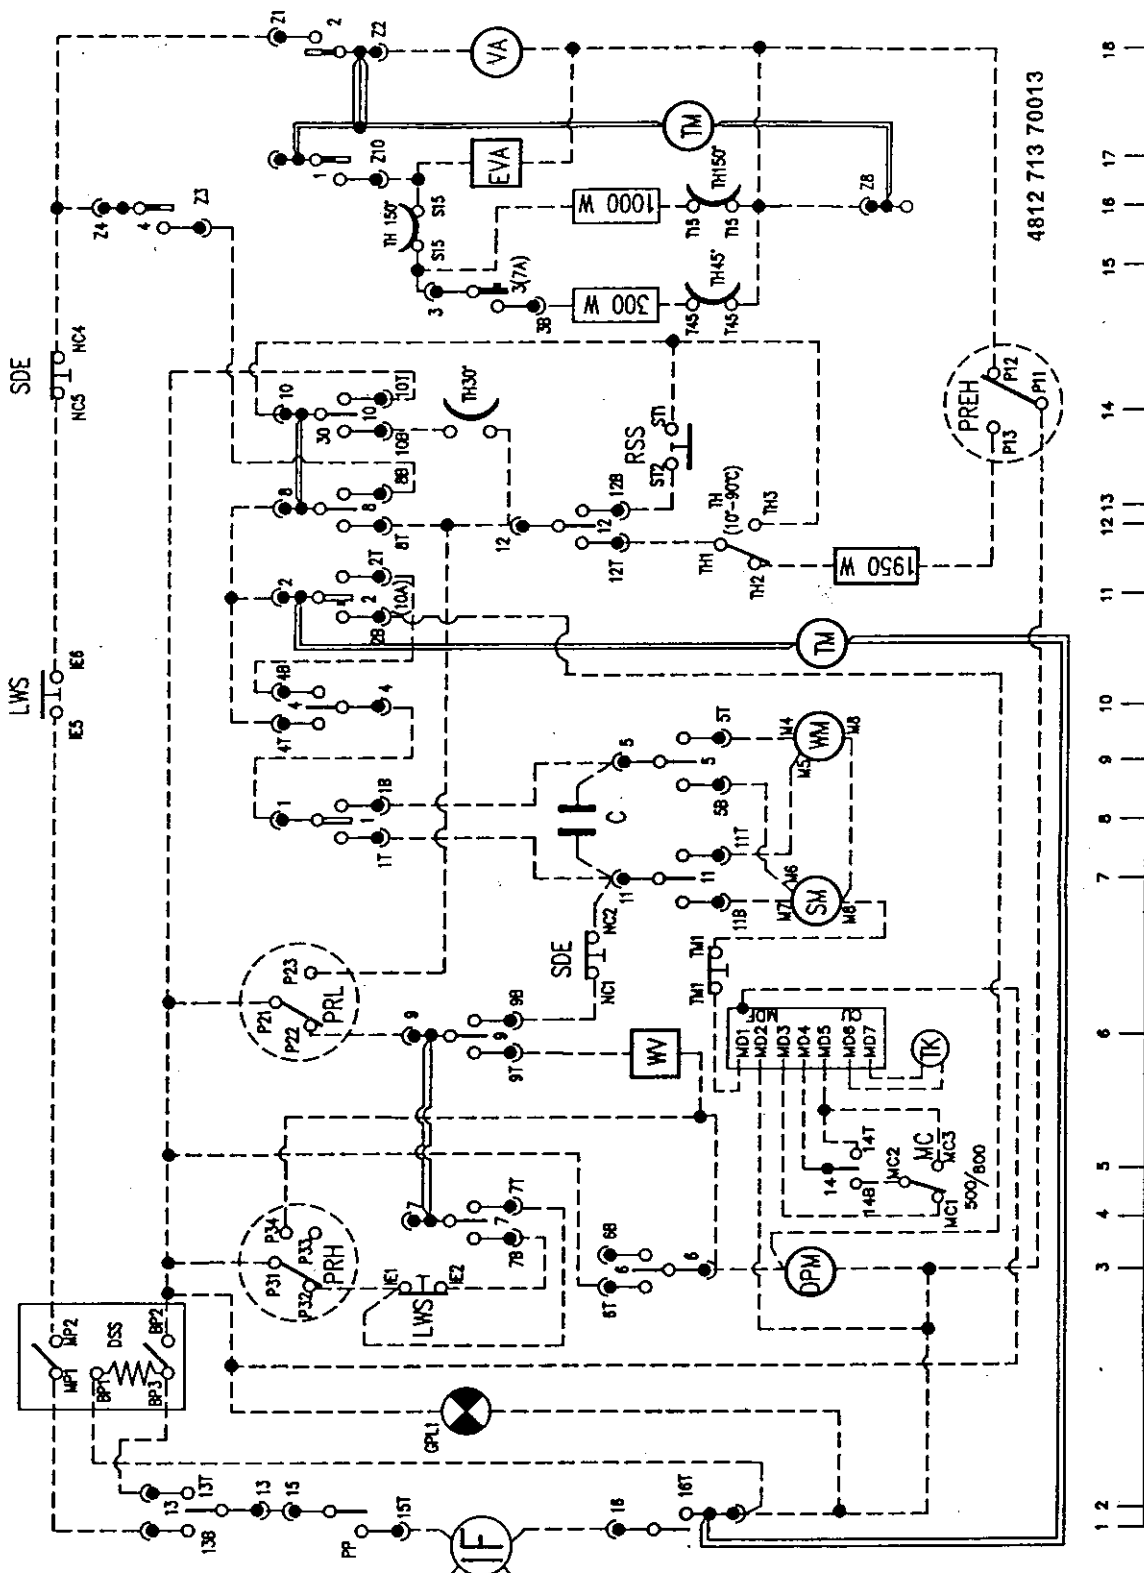 Z1
2
Z2
VA
18
4812 713 70013
TM
17
1
Z10
EVA
Z4
4
Z3
TH 150°
S15
S15
1000 W
T15
TH150°
T15
Z8
16
15
3
3(7A)
3B
300 W
T45
TH45°
T45
SDE
NC4
NC5
10
10
10T
30
10B
TH30°
RSS
ST1
ST2
PREH
P12
P11
P13
14
8
8
8B
8T
12
12
12B
12T
TH
(10°-90°C)
TH1
TH2
TH3
1950 W
13
12
2
2
2T
2B
(10A)
TM
11
LWS
IE6
IE5
4B
4
4
4T
10
1
1
1B
1T
C
5
5
5T
5B
M4
M5
WM
M8
9
8
11
11
11T
11B
M6
M7
SM
M8
7
SDE
NC2
NC1
TM1
TM1
PRL
P21
P22
P23
9
9
9B
9T
WV
MD1
MD2
MD3
MD4
MD5
MD6
MD7
TK
6
PRH
P31
P32
P33
P34
7
7
7T
7B
LWS
IE1
IE2
14
14T
14B
MC
MC1
MC2
MC3
500/800
5
4
6B
6
6
6T
DPM
3
DSS
MP1
MP2
BP1
BP2
BP3
GPL1
13
13T
13B
13
15
PP
15T
IF
16
16T
2
1